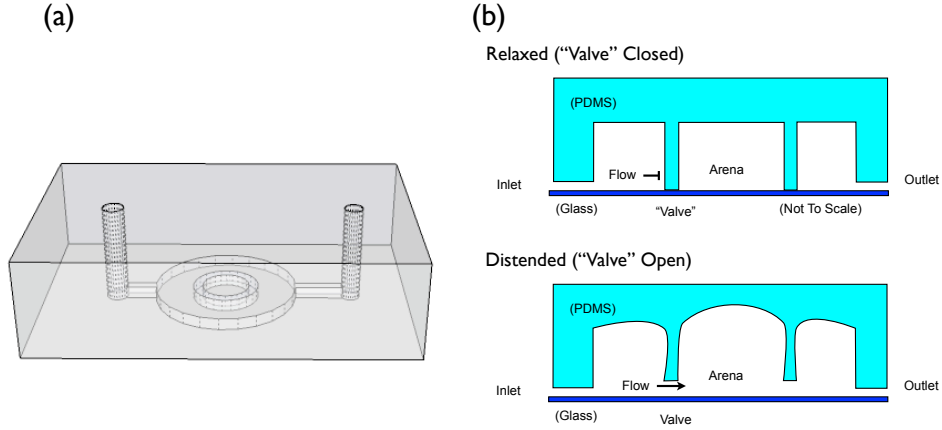 (a)
(b)
Relaxed ("Valve" Closed)
(PDMS)
Flow
Arena
Inlet
Outlet
(Glass)
"Valve"
(Not To Scale)
Distended ("Valve" Open)
(PDMS)
Flow
Arena
Inlet
Outlet
(Glass)
Valve